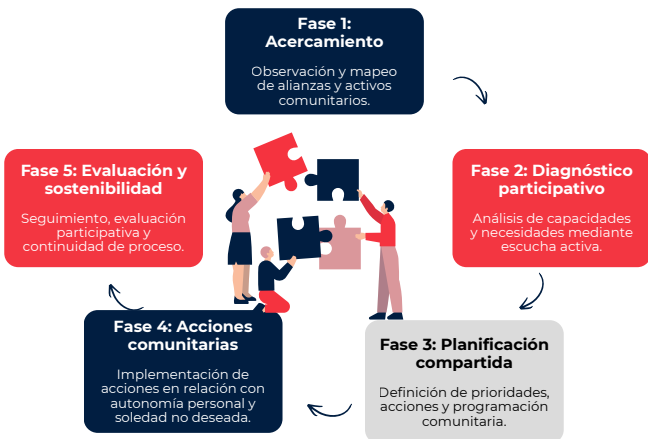 Fase 1:
Acercamiento
Observación y mapeo
de alianzas y activos
comunitarios.
Fase 2: Diagnóstico
participativo
Análisis de capacidades
y necesidades mediante
escucha activa.
Fase 3: Planificación
compartida
Definición de prioridades,
acciones y programación
comunitaria.
Fase 4: Acciones
comunitarias
Implementación de
acciones en relación con
autonomía personal y
soledad no deseada.
Fase 5: Evaluación y
sostenibilidad
Seguimiento, evaluación
participativa y
continuidad de proceso.